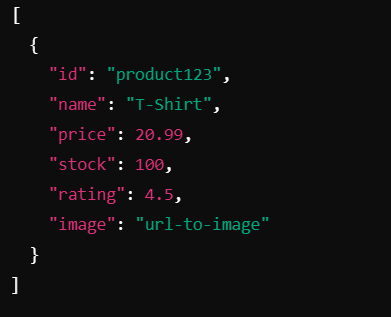 [
  {
    "id": "product123",
    "name": "T-Shirt",
    "price": 20.99,
    "stock": 100,
    "rating": 4.5,
    "image": "url-to-image"
  }
]